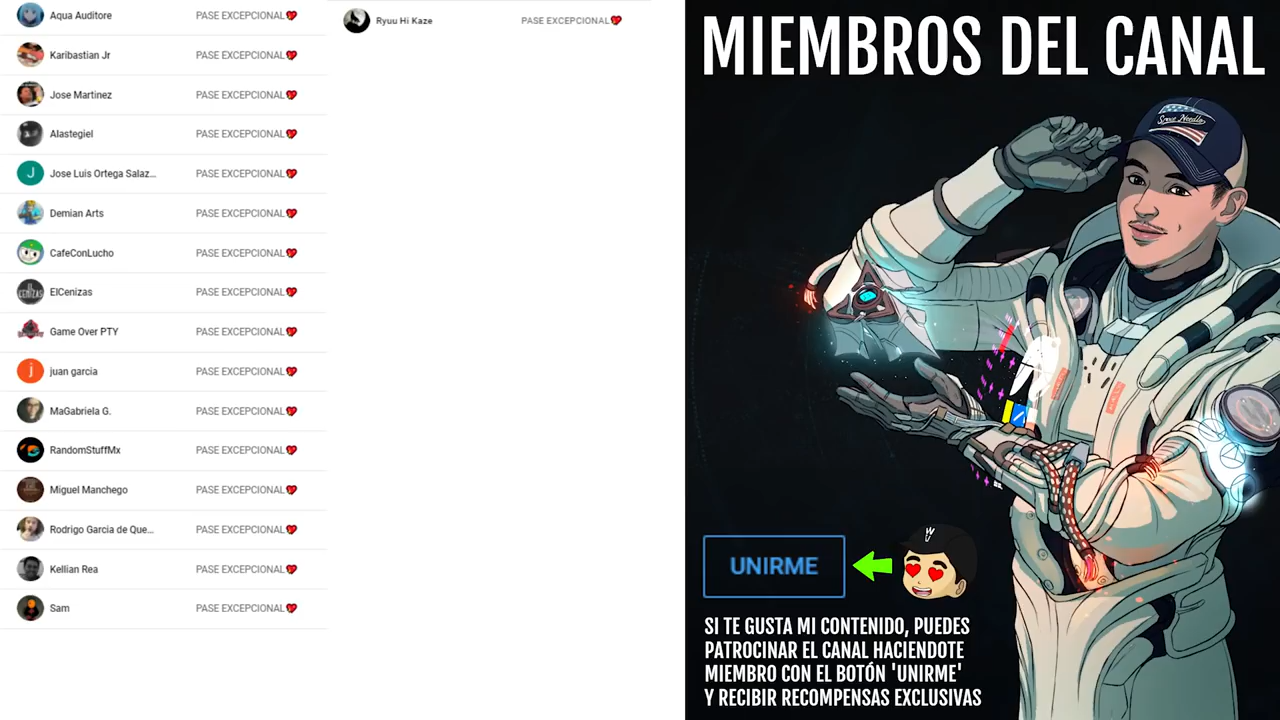 Aqua Auditore PASE EXCEPCIONAL
Karibastian Jr PASE EXCEPCIONAL
Jose Martinez PASE EXCEPCIONAL
Alastegiel PASE EXCEPCIONAL
J Jose Luis Ortega Salaz... PASE EXCEPCIONAL
Demian Arts PASE EXCEPCIONAL
CafeConLucho PASE EXCEPCIONAL
ElCenizas PASE EXCEPCIONAL
Game Over PTY PASE EXCEPCIONAL
j juan garcia PASE EXCEPCIONAL
MaGabriela G. PASE EXCEPCIONAL
RandomStuffMx PASE EXCEPCIONAL
Miguel Manchego PASE EXCEPCIONAL
Rodrigo Garcia de Que... PASE EXCEPCIONAL
Kellian Rea PASE EXCEPCIONAL
Sam PASE EXCEPCIONAL
Ryuu Hi Kaze PASE EXCEPCIONAL
MIEMBROS DEL CANAL
Space Needle
UNIRME
SI TE GUSTA MI CONTENIDO, PUEDES
PATROCINAR EL CANAL HACIENDOTE
MIEMBRO CON EL BOTÓN 'UNIRME'
Y RECIBIR RECOMPENSAS EXCLUSIVAS